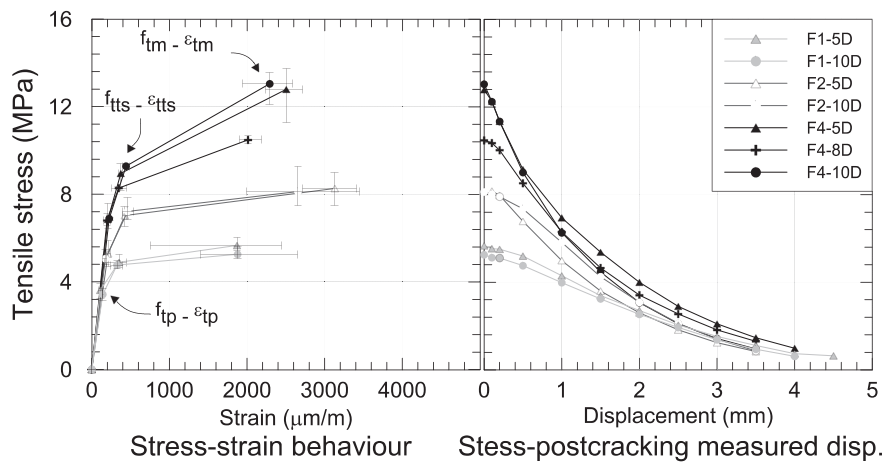 Tensile stress (MPa)
16
12
8
4
0
f_tm - ε_tm
f_tts - ε_tts
f_tp - ε_tp
0 1000 2000 3000 4000
Strain (μm/m)
Stress-strain behaviour
F1-5D
F1-10D
F2-5D
F2-10D
F4-5D
F4-8D
F4-10D
0 1 2 3 4 5
Displacement (mm)
Stess-postcracking measured disp.